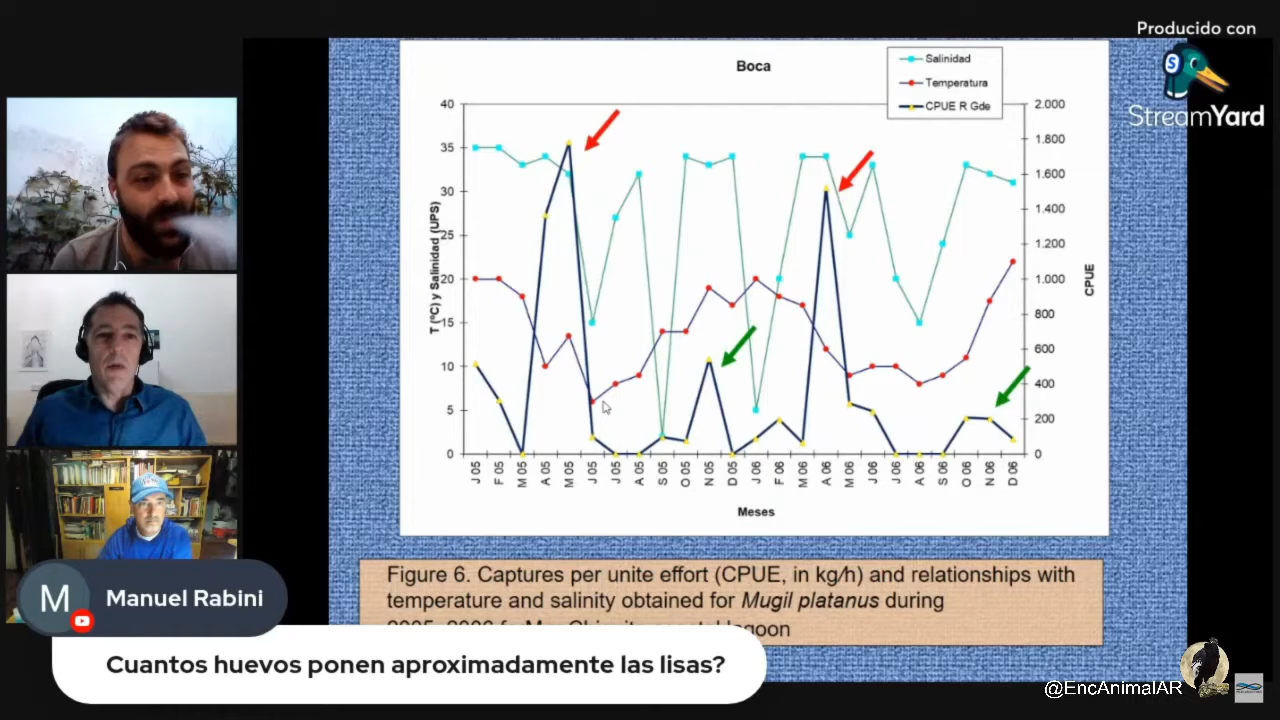 Producido con
StreamYard
Boca
Salinidad
Temperatura
CPUE R Gde
T (ºC) y Salinidad (UPS)
40
35
30
25
20
15
10
5
0
2.000
1.800
1.600
1.400
1.200
1.000
800
600
400
200
0
CPUE
J 05
F 05
M 05
A 05
M 05
J 05
J 05
A 05
S 05
O 05
N 05
D 05
J 06
F 06
M 06
A 06
M 06
J 06
J 06
A 06
S 06
O 06
N 06
D 06
Meses
Figure 6. Captures per unite effort (CPUE, in kg/h) and relationships with
temperature and salinity obtained for Mugil platanus during
M
Manuel Rabini
Cuantos huevos ponen aproximadamente las lisas?
@EncAnimalAR